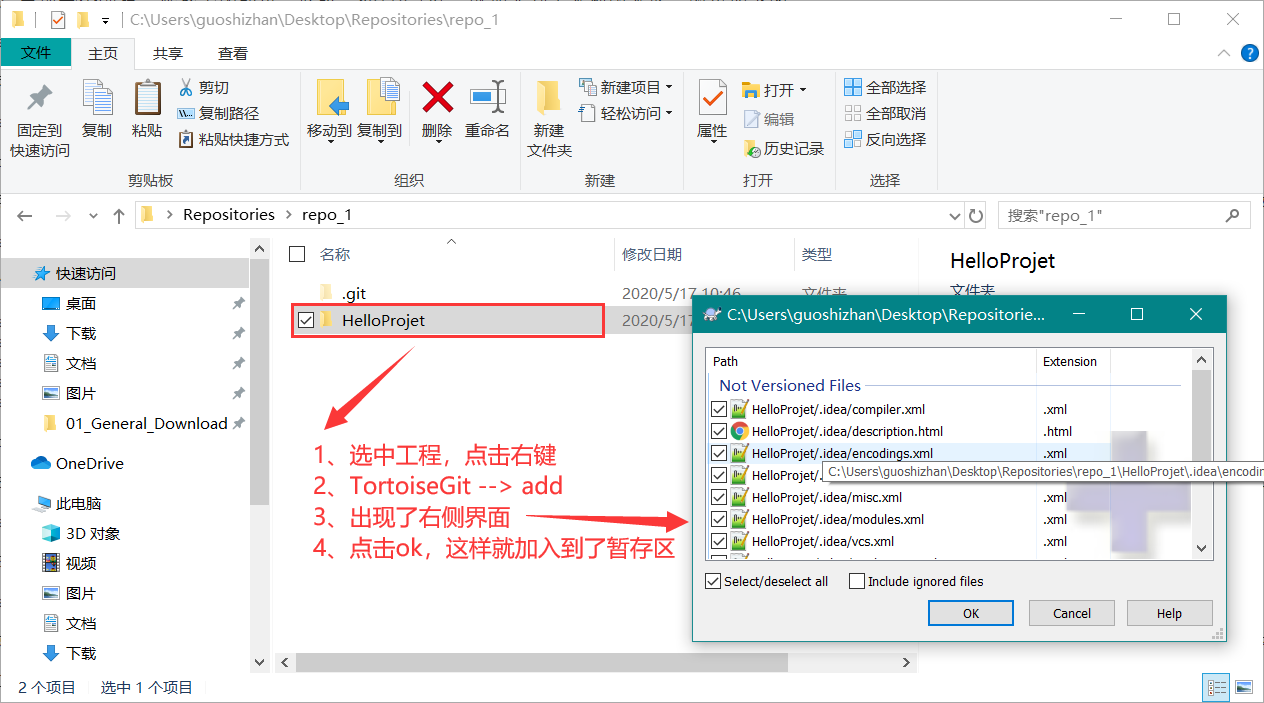 C:\Users\guoshizhan\Desktop\Repositories\repo_1
文件 主页 共享 查看
固定到快速访问
复制
粘贴
剪切
复制路径
粘贴快捷方式
移动到
复制到
删除
重命名
新建文件夹
新建项目
轻松访问
属性
打开
编辑
历史记录
全部选择
全部取消
反向选择
剪贴板 组织 新建 打开 选择
Repositories repo_1
搜索"repo_1"
快速访问
桌面
下载
文档
图片
01_General_Download
OneDrive
此电脑
3D 对象
视频
图片
文档
下载
名称 修改日期 类型
.git 2020/5/17 10:46 文件夹
HelloProjet 2020/5/17
HelloProjet
文件夹
1、选中工程，点击右键
2、TortoiseGit --> add
3、出现了右侧界面
4、点击ok，这样就加入到了暂存区
C:\Users\guoshizhan\Desktop\Repositorie...
Path Extension
Not Versioned Files
HelloProjet/.idea/compiler.xml .xml
HelloProjet/.idea/description.html .html
HelloProjet/.idea/encodings.xml .xml
HelloProjet/
C:\Users\guoshizhan\Desktop\Repositories\repo_1\HelloProjet\.idea\encodin
HelloProjet/.idea/misc.xml .xml
HelloProjet/.idea/modules.xml .xml
HelloProjet/.idea/vcs.xml .xml
Select/deselect all Include ignored files
OK Cancel Help
2 个项目 选中 1 个项目